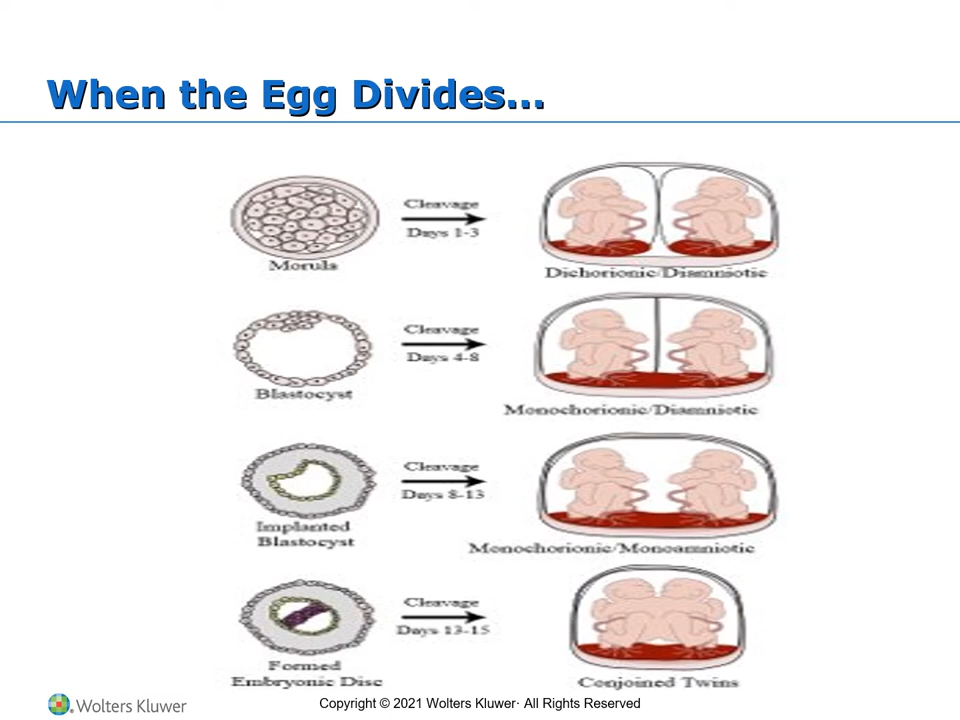 When the Egg Divides...
Cleavage
Days 1-3
Morula
Dichorionic/Diamniotic
Cleavage
Days 4-8
Blastocyst
Monochorionic/Diamniotic
Cleavage
Days 8-13
Implanted
Blastocyst
Monochorionic/Monoamniotic
Cleavage
Days 13-15
Formed
Embryonic Disc
Conjoined Twins
Wolters Kluwer
Copyright © 2021 Wolters Kluwer· All Rights Reserved